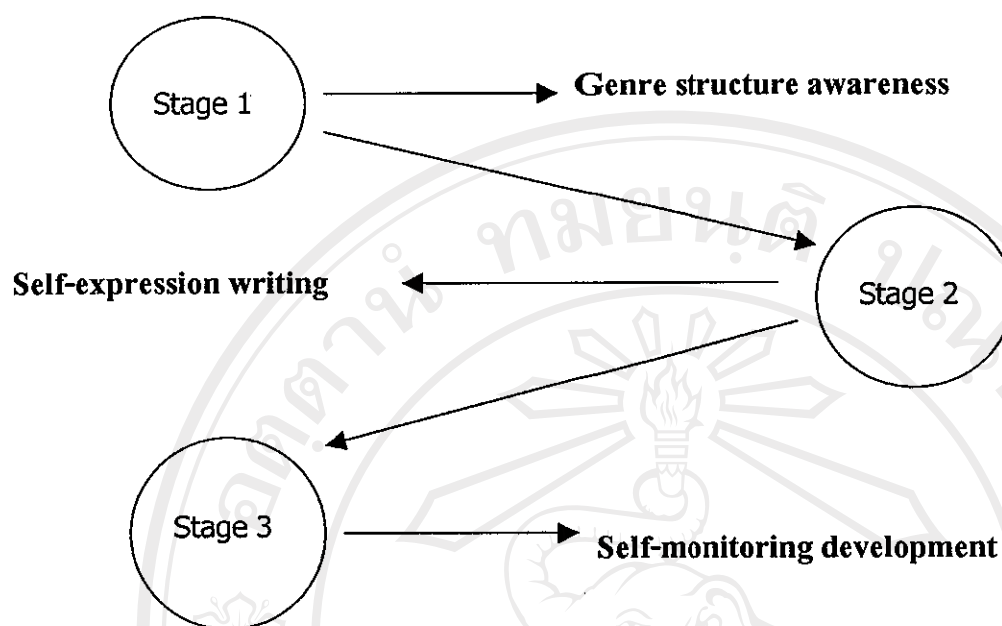 Stage 1
Genre structure awareness
Self-expression writing
Stage 2
Stage 3
Self-monitoring development